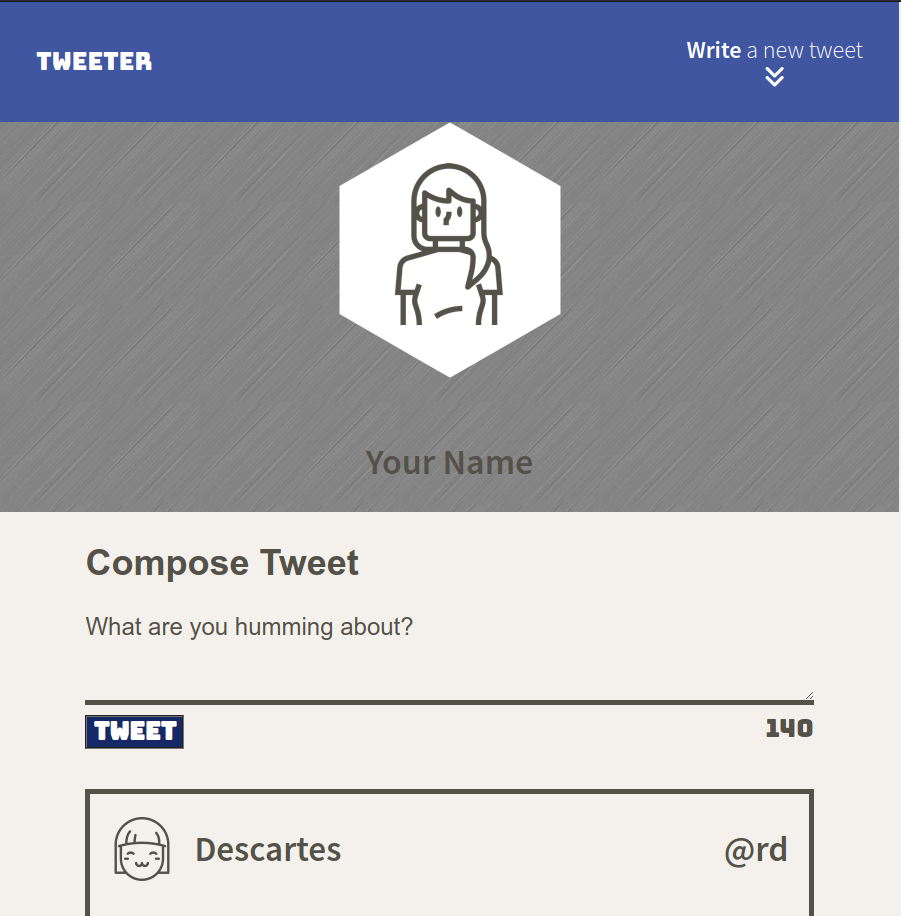 TWEETER
Write a new tweet
Your Name
Compose Tweet
What are you humming about?
TWEET
140
Descartes
@rd